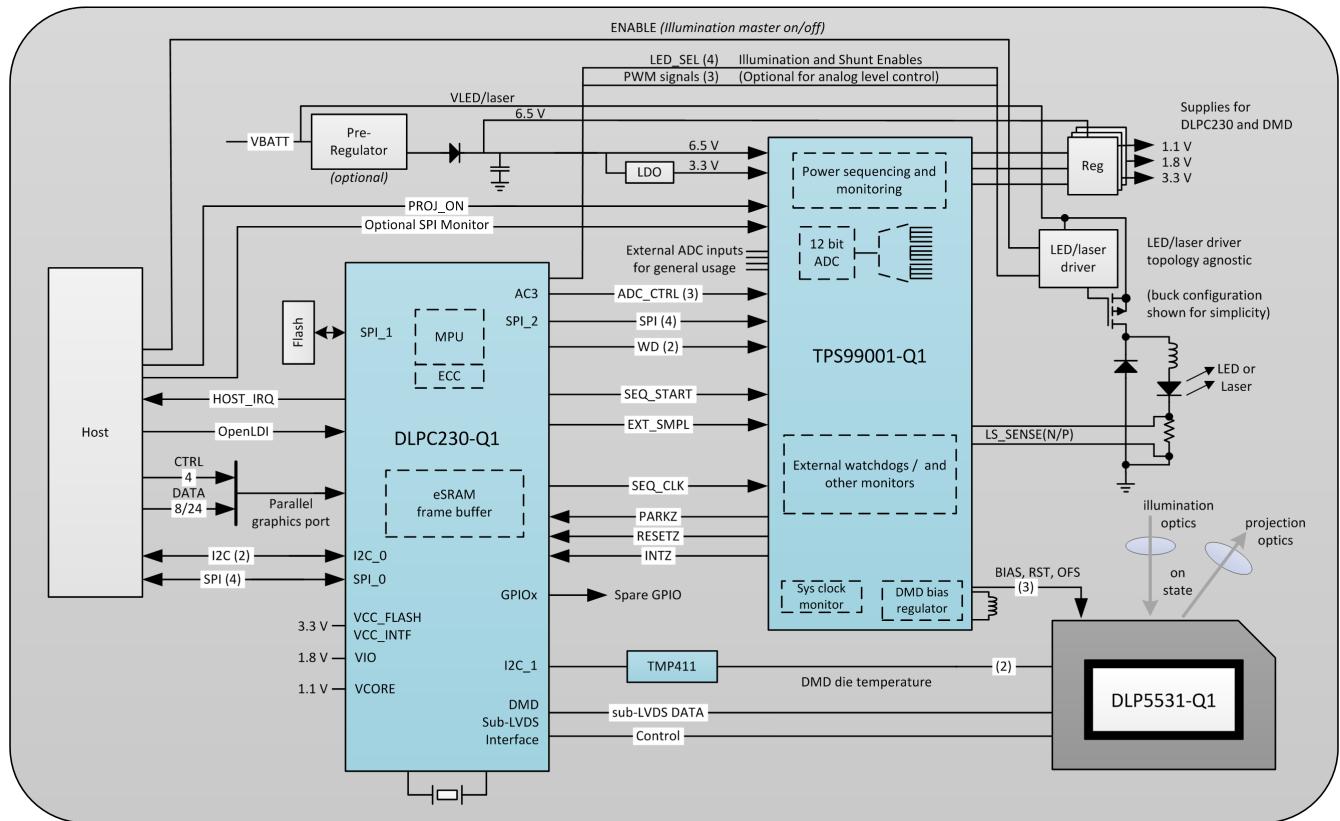 ENABLE (Illumination master on/off)
LED_SEL (4) Illumination and Shunt Enables
PWM signals (3) (Optional for analog level control)
VLED/laser
6.5 V
VBATT
Pre-
Regulator
(optional)
6.5 V
LDO
3.3 V
Power sequencing and
monitoring
Reg
Supplies for
DLPC230 and DMD
1.1 V
1.8 V
3.3 V
PROJ_ON
Optional SPI Monitor
External ADC inputs
for general usage
12 bit
ADC
LED/laser
driver
LED/laser driver
topology agnostic
(buck configuration
shown for simplicity)
LED or
Laser
Host
Flash
SPI_1
MPU
ECC
AC3
SPI_2
ADC_CTRL (3)
SPI (4)
WD (2)
TPS99001-Q1
HOST_IRQ
OpenLDI
DLPC230-Q1
SEQ_START
EXT_SMPL
LS_SENSE(N/P)
CTRL
4
DATA
8/24
Parallel
graphics port
eSRAM
frame buffer
External watchdogs / and
other monitors
SEQ_CLK
PARKZ
RESETZ
INTZ
illumination
optics
projection
optics
on
state
I2C (2)
I2C_0
SPI (4)
SPI_0
GPIOx
Spare GPIO
Sys clock
monitor
DMD bias
regulator
BIAS, RST, OFS
(3)
3.3 V
VCC_FLASH
VCC_INTF
1.8 V
VIO
1.1 V
VCORE
I2C_1
TMP411
(2)
DMD die temperature
DMD
Sub-LVDS
Interface
sub-LVDS DATA
Control
DLP5531-Q1